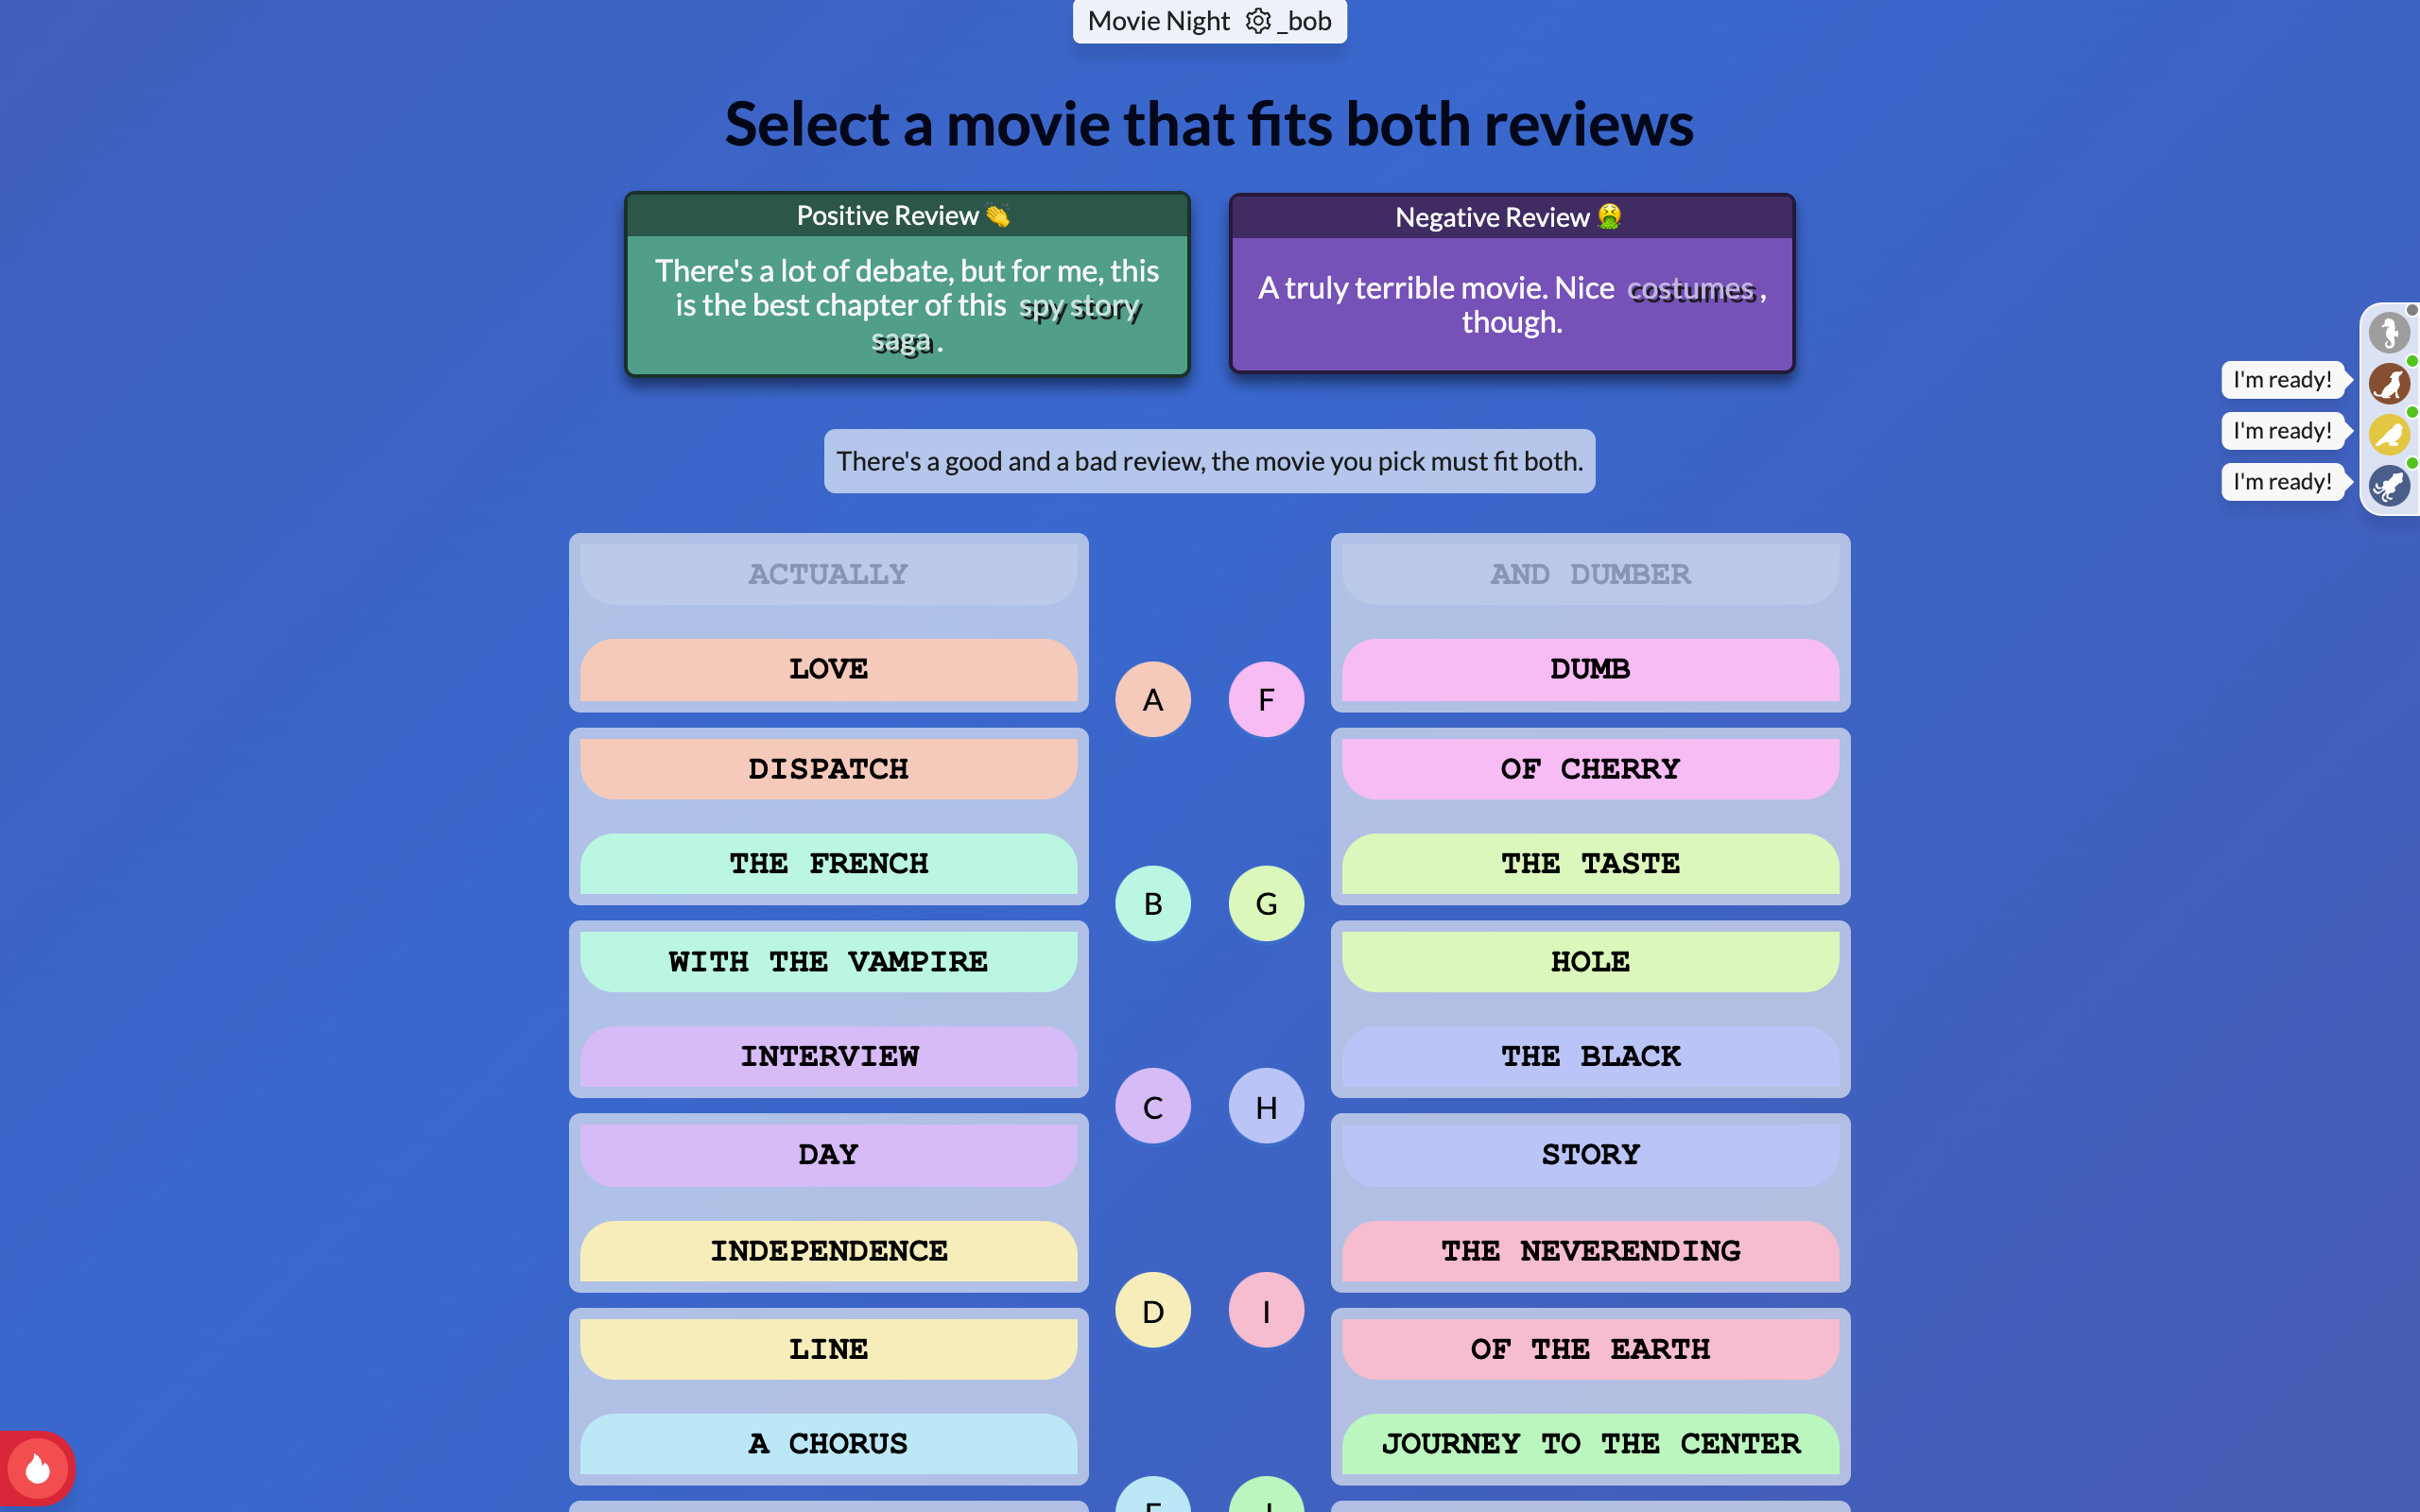 Movie Night _bob
Select a movie that fits both reviews
Positive Review
There's a lot of debate, but for me, this
is the best chapter of this spy story
saga.
Negative Review
A truly terrible movie. Nice costumes,
though.
I'm ready!
I'm ready!
I'm ready!
There's a good and a bad review, the movie you pick must fit both.
ACTUALLY
LOVE
DISPATCH
THE FRENCH
WITH THE VAMPIRE
INTERVIEW
DAY
INDEPENDENCE
LINE
A CHORUS
A F
B G
C H
D I
AND DUMBER
DUMB
OF CHERRY
THE TASTE
HOLE
THE BLACK
STORY
THE NEVERENDING
OF THE EARTH
JOURNEY TO THE CENTER